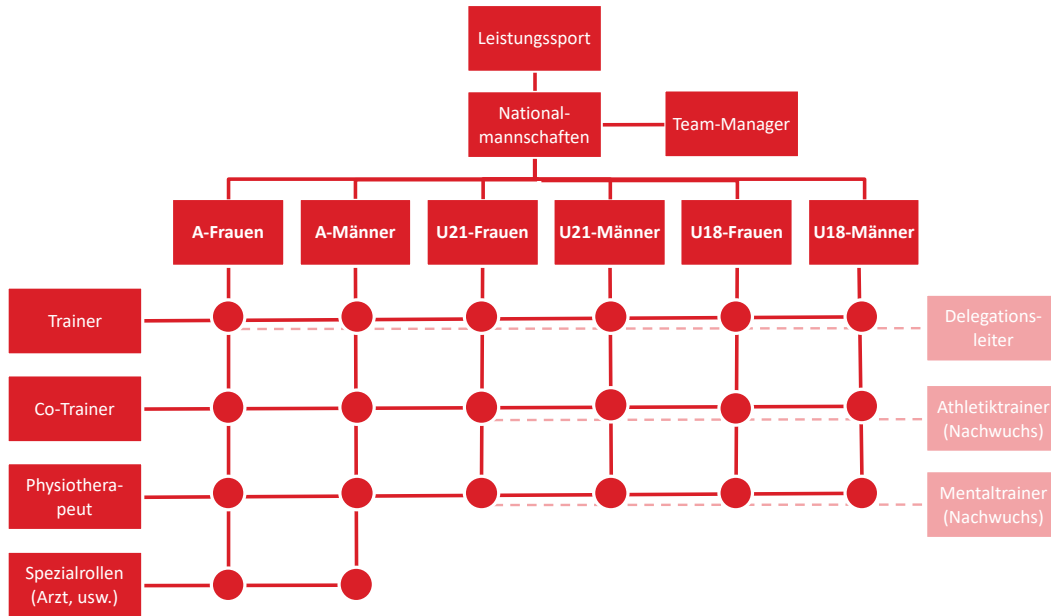 Leistungssport
National-
mannschaften
Team-Manager
A-Frauen
A-Männer
U21-Frauen
U21-Männer
U18-Frauen
U18-Männer
Trainer
Delegations-
leiter
Co-Trainer
Athletiktrainer
(Nachwuchs)
Physiothera-
peut
Mentaltrainer
(Nachwuchs)
Spezialrollen
(Arzt, usw.)